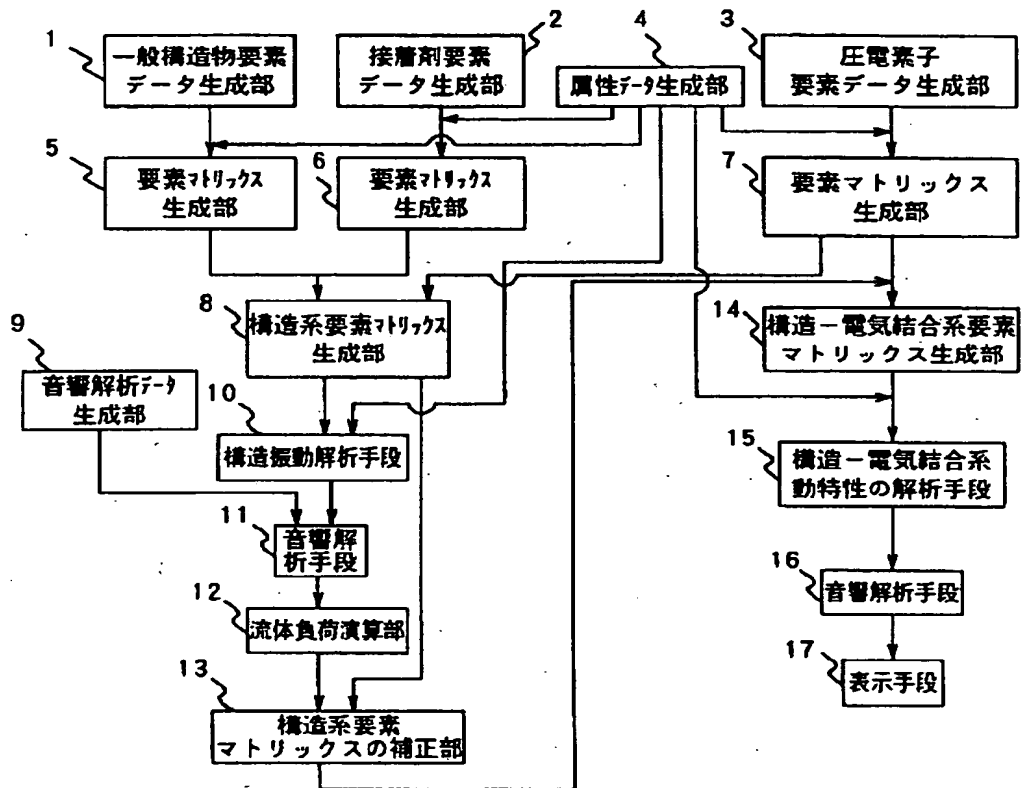 1
一般構造物要素
データ生成部
2
接着剤要素
データ生成部
4
属性データ生成部
3
圧電素子
要素データ生成部
5
要素マトリックス
生成部
6
要素マトリックス
生成部
7
要素マトリックス
生成部
8
構造系要素マトリックス
生成部
14
構造－電気結合系要素
マトリックス生成部
9
音響解析データ
生成部
10
構造振動解析手段
15
構造－電気結合系
動特性の解析手段
11
音響解
析手段
16
音響解析手段
12
流体負荷演算部
17
表示手段
13
構造系要素
マトリックスの補正部